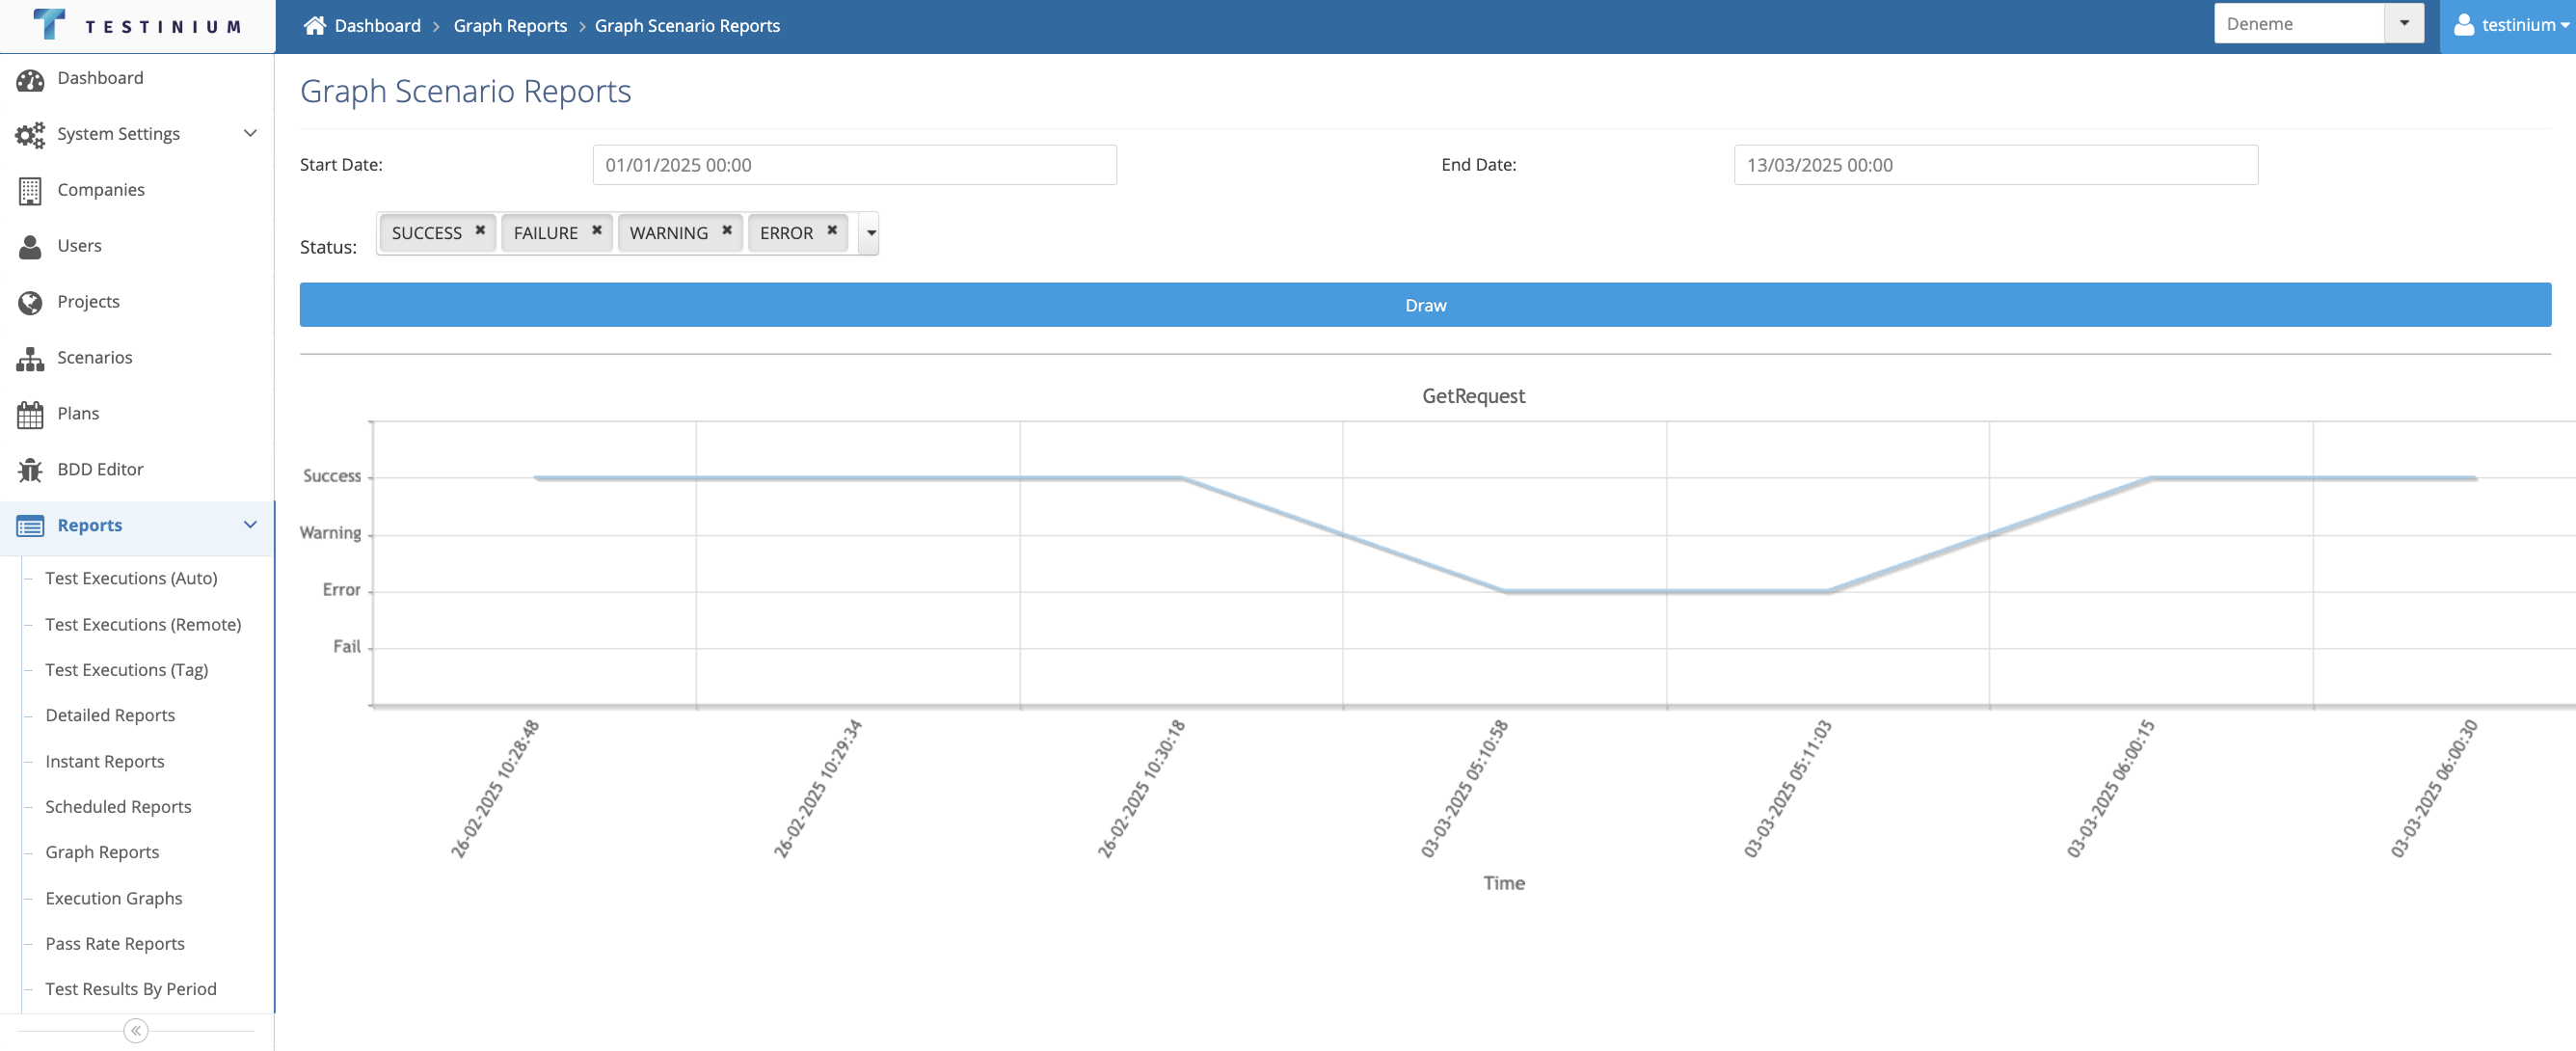 TESTINIUM
Dashboard > Graph Reports > Graph Scenario Reports
Deneme
testinium
Dashboard
System Settings
Companies
Users
Projects
Scenarios
Plans
BDD Editor
Reports
Test Executions (Auto)
Test Executions (Remote)
Test Executions (Tag)
Detailed Reports
Instant Reports
Scheduled Reports
Graph Reports
Execution Graphs
Pass Rate Reports
Test Results By Period
Graph Scenario Reports
Start Date: 01/01/2025 00:00 End Date: 13/03/2025 00:00
Status: SUCCESS FAILURE WARNING ERROR
Draw
GetRequest
Success
Warning
Error
Fail
26-02-2025 10:28:48
26-02-2025 10:29:34
26-02-2025 10:30:18
03-03-2025 05:10:58
03-03-2025 05:11:03
03-03-2025 06:00:15
03-03-2025 06:00:30
Time